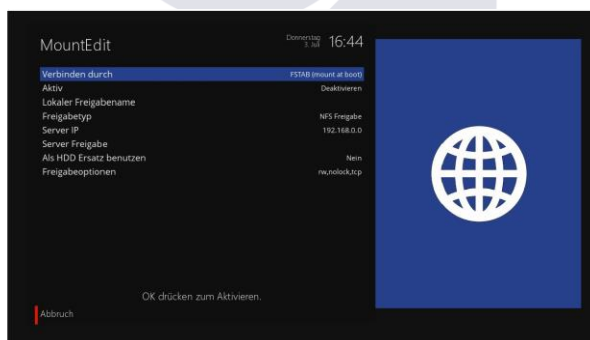 MountEdit
Donnerstag 3. Juli 16:44
Verbinden durch FSTAB (mount at boot)
Aktiv Deaktivieren
Lokaler Freigabename
Freigabetyp NFS Freigabe
Server IP 192.168.0.0
Server Freigabe
Als HDD Ersatz benutzen Nein
Freigabeoptionen rw,nolock,tcp
OK drücken zum Aktivieren.
Abbruch